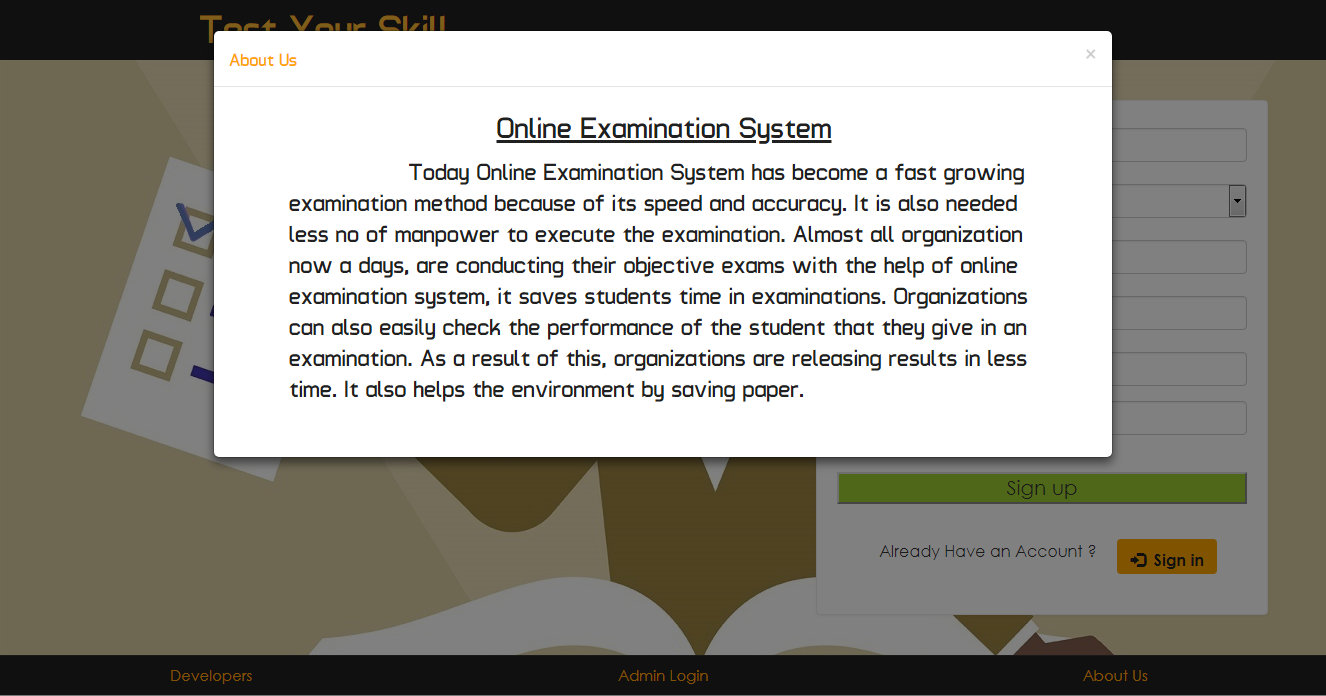 Test Your Skill
About Us
×
Online Examination System
Today Online Examination System has become a fast growing
examination method because of its speed and accuracy. It is also needed
less no of manpower to execute the examination. Almost all organization
now a days, are conducting their objective exams with the help of online
examination system, it saves students time in examinations. Organizations
can also easily check the performance of the student that they give in an
examination. As a result of this, organizations are releasing results in less
time. It also helps the environment by saving paper.
Sign up
Already Have an Account ?
Sign in
Developers
Admin Login
About Us